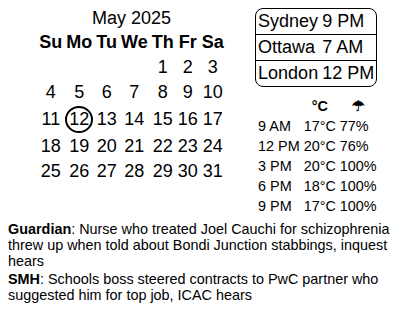 May 2025
Su Mo Tu We Th Fr Sa
1 2 3
4 5 6 7 8 9 10
11 12 13 14 15 16 17
18 19 20 21 22 23 24
25 26 27 28 29 30 31
Sydney 9 PM
Ottawa 7 AM
London 12 PM
°C ☂
9 AM 17°C 77%
12 PM 20°C 76%
3 PM 20°C 100%
6 PM 18°C 100%
9 PM 17°C 100%
Guardian: Nurse who treated Joel Cauchi for schizophrenia
threw up when told about Bondi Junction stabbings, inquest
hears
SMH: Schools boss steered contracts to PwC partner who
suggested him for top job, ICAC hears